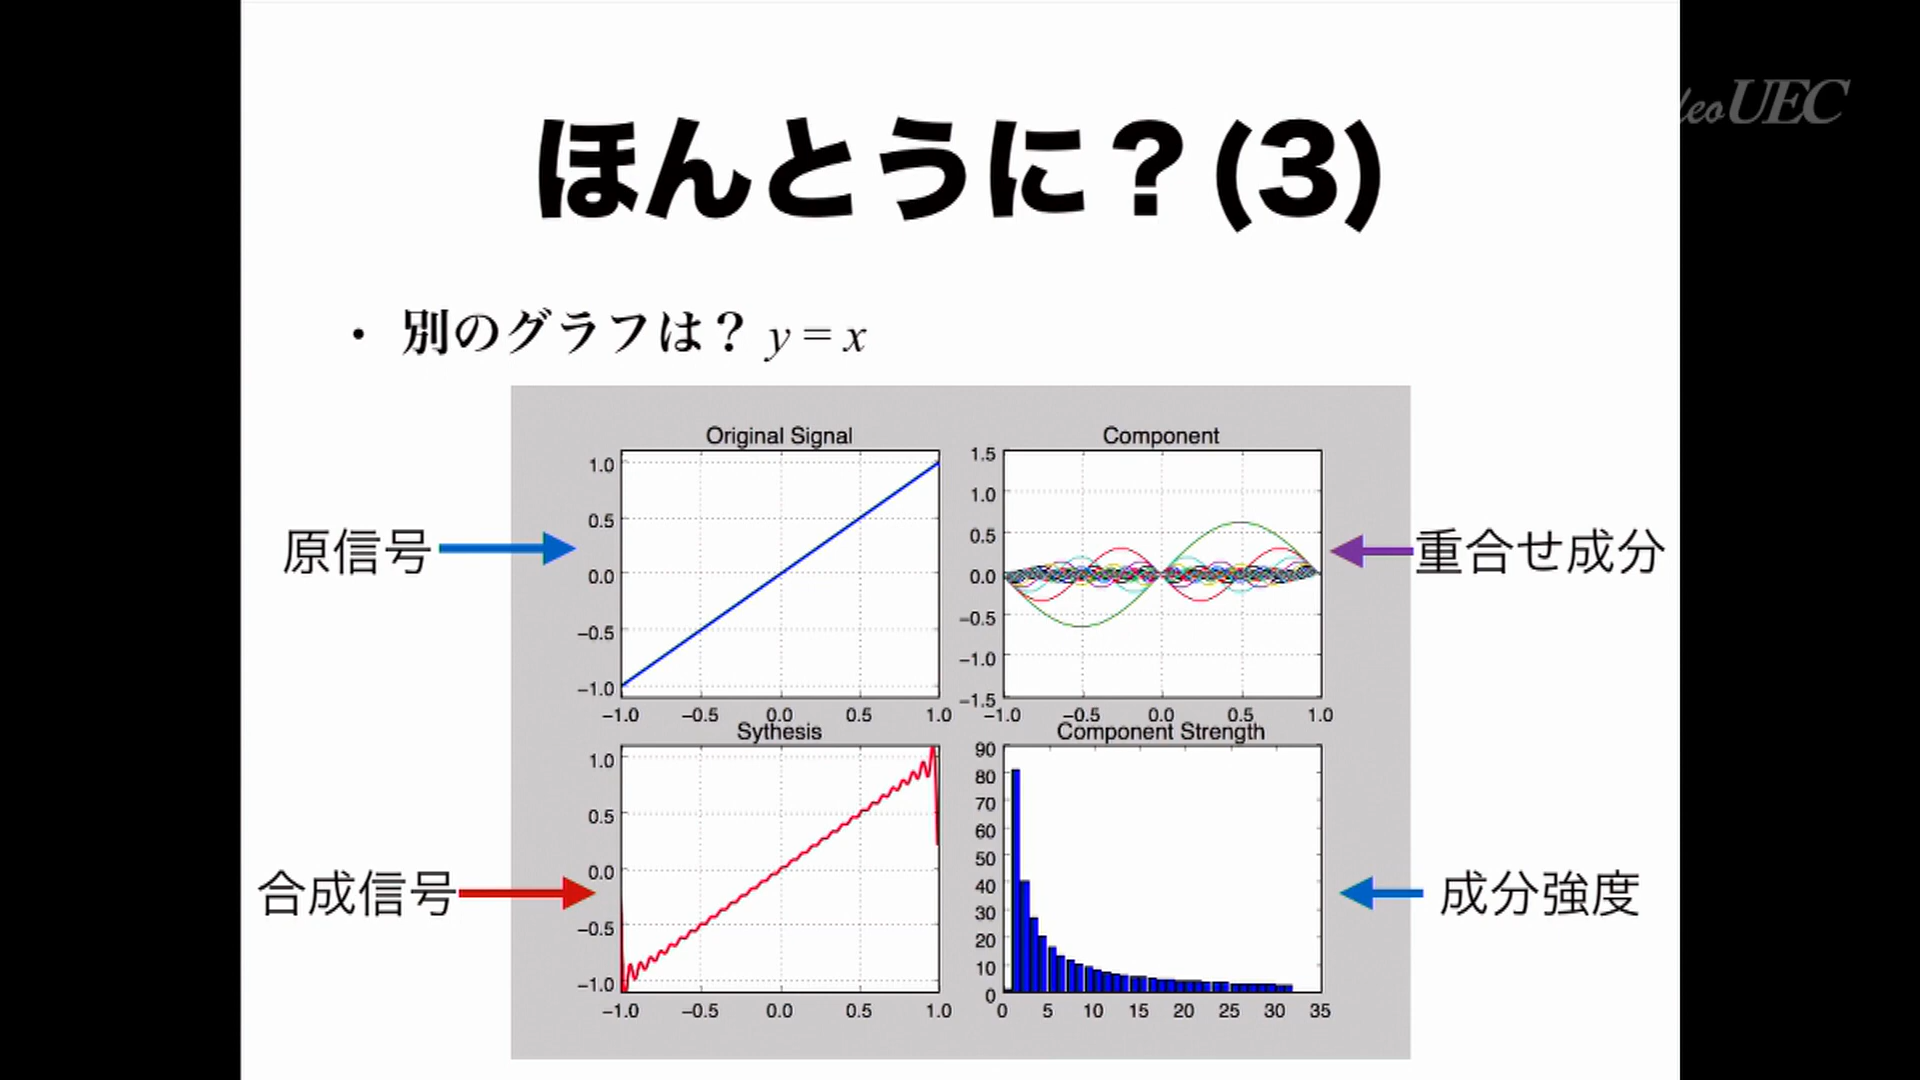 UEC
ほんとうに？(3)
• 別のグラフは？ y = x
Original Signal
1.0
0.5
0.0
−0.5
−1.0
−1.0 −0.5 0.0 0.5 1.0
Component
1.5
1.0
0.5
0.0
−0.5
−1.0
−1.5
−1.0 −0.5 0.0 0.5 1.0
原信号
重合せ成分
Sythesis
1.0
0.5
0.0
−0.5
−1.0
−1.0 −0.5 0.0 0.5 1.0
Component Strength
90
80
70
60
50
40
30
20
10
0
0 5 10 15 20 25 30 35
合成信号
成分強度